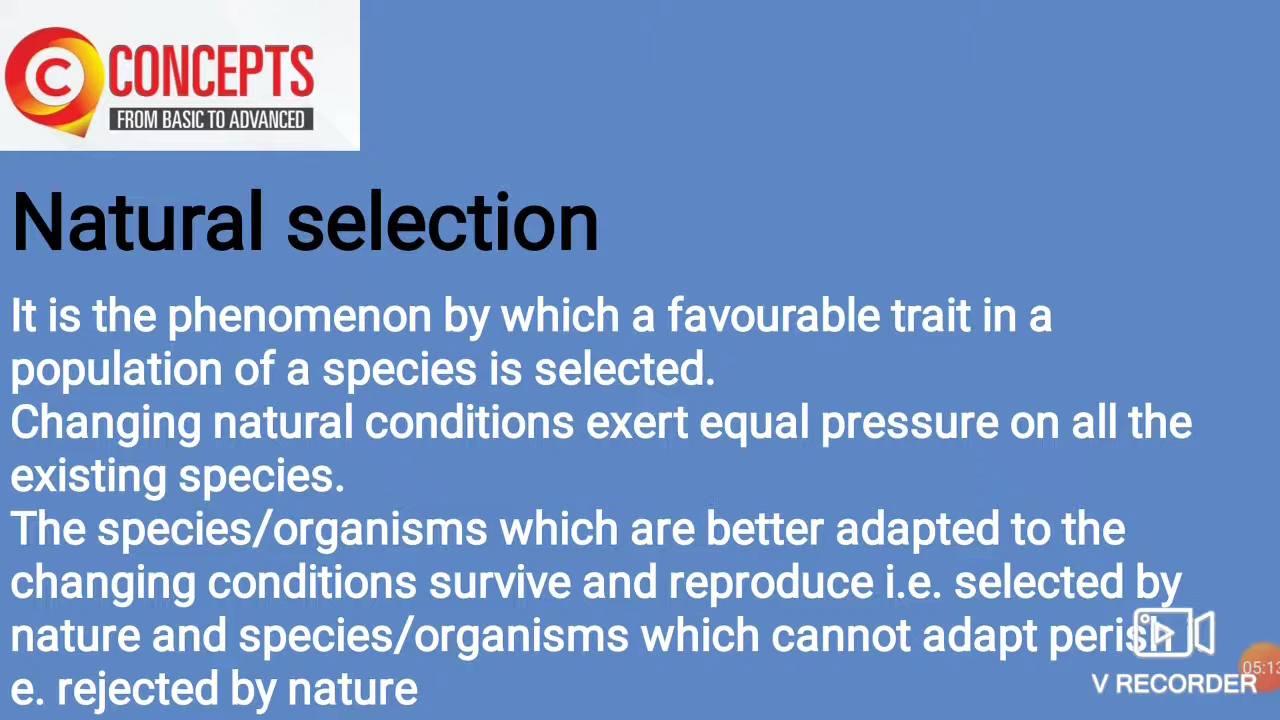 C CONCEPTS
FROM BASIC TO ADVANCED
Natural selection
It is the phenomenon by which a favourable trait in a
population of a species is selected.
Changing natural conditions exert equal pressure on all the
existing species.
The species/organisms which are better adapted to the
changing conditions survive and reproduce i.e. selected by
nature and species/organisms which cannot adapt perish
e. rejected by nature
V RECORDER
05:13